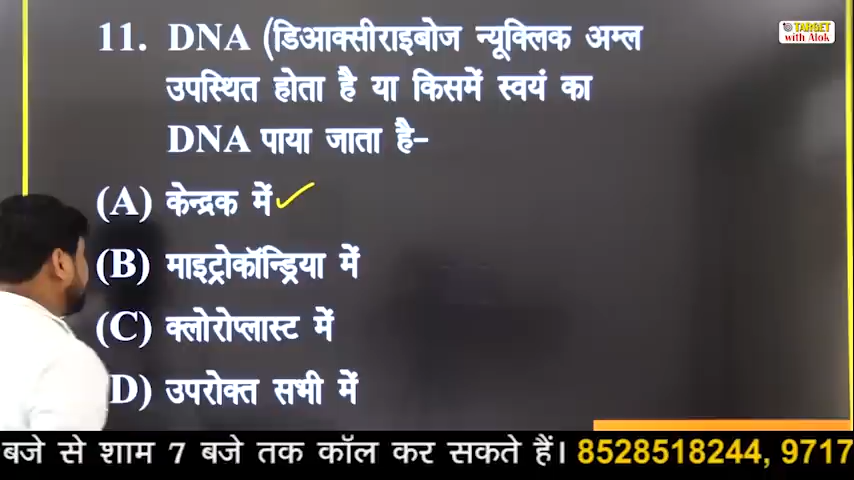 TARGET
with Alok
11. DNA (डिआक्सीराइबोज न्यूक्लिक अम्ल
उपस्थित होता है या किसमें स्वयं का
DNA पाया जाता है-
(A) केन्द्रक में
(B) माइट्रोकॉन्ड्रिया में
(C) क्लोरोप्लास्ट में
D) उपरोक्त सभी में
बजे से शाम 7 बजे तक कॉल कर सकते हैं। 8528518244, 9717